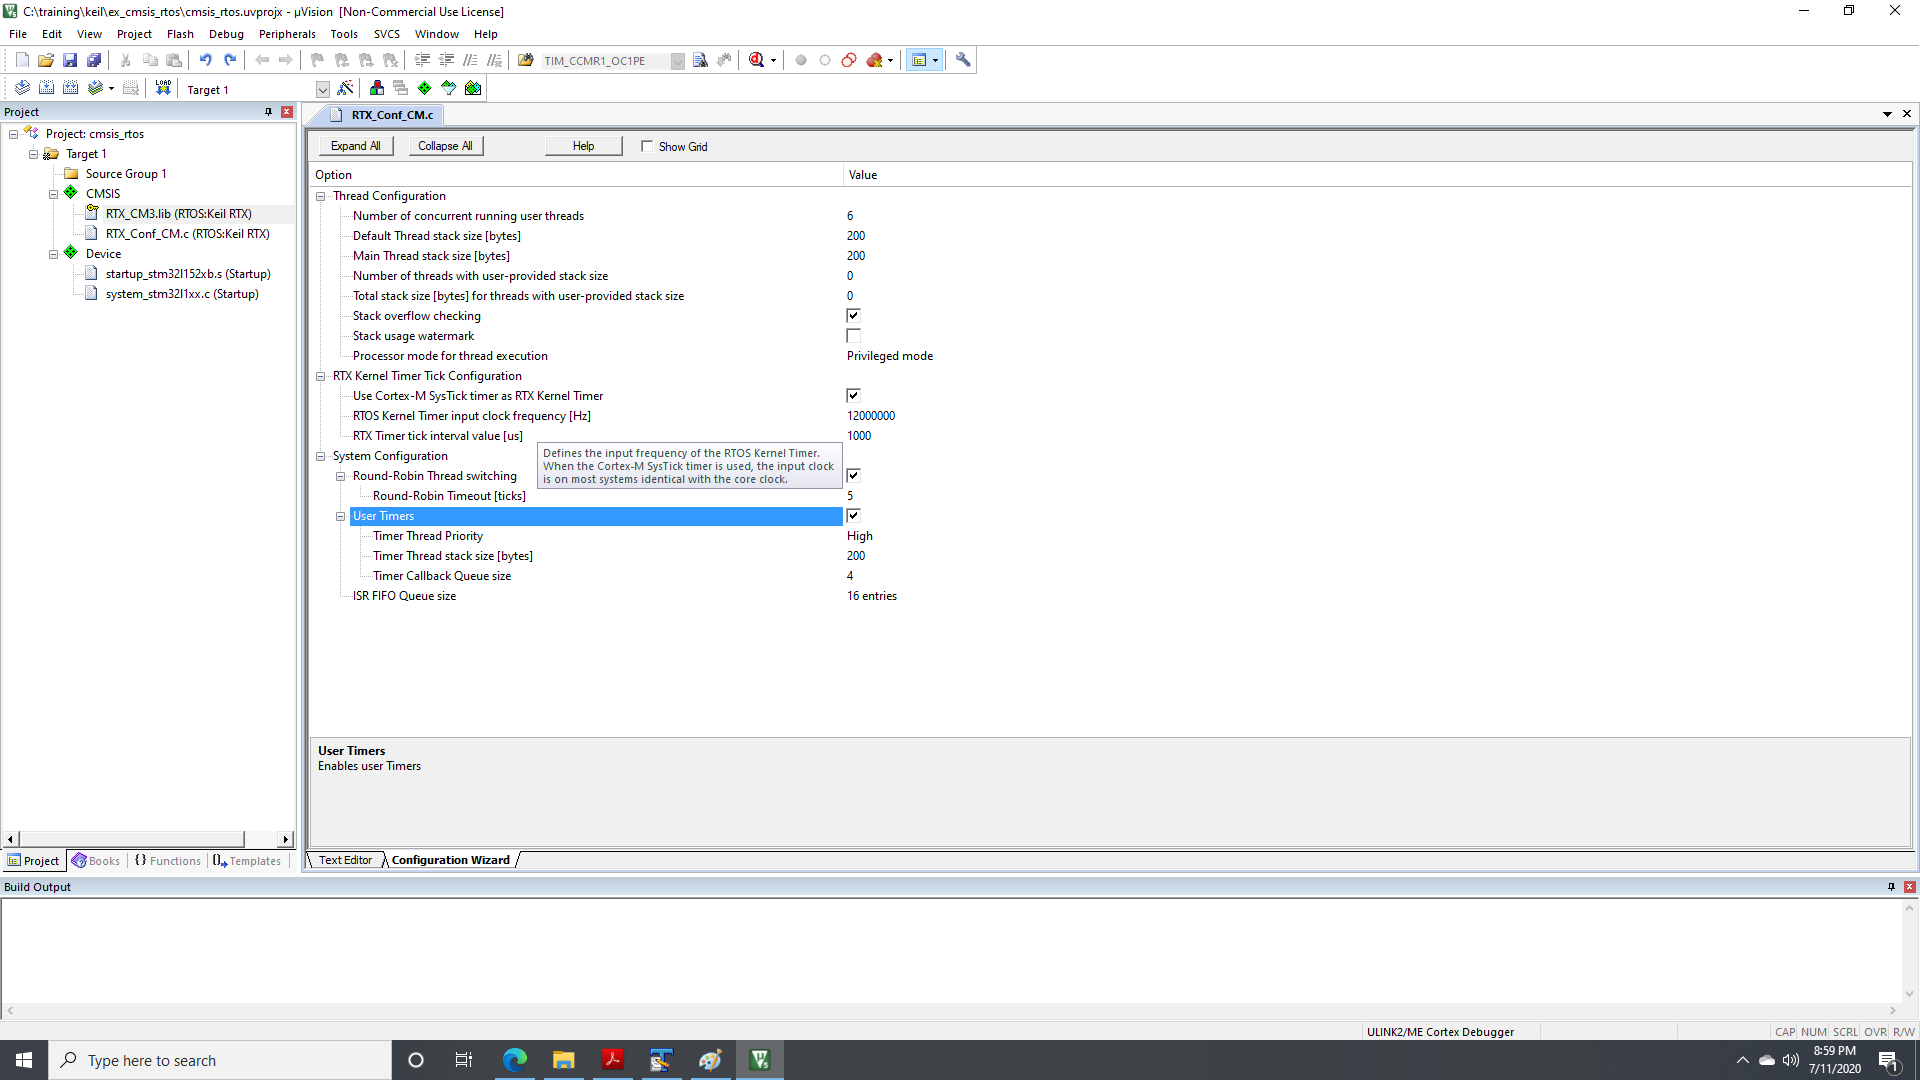 C:\training\keil\ex_cmsis_rtos\cmsis_rtos.uvprojx - µVision [Non-Commercial Use License]
File Edit View Project Flash Debug Peripherals Tools SVCS Window Help
TIM_CCMR1_OC1PE
LOAD Target 1
Project
RTX_Conf_CM.c
Project: cmsis_rtos
Target 1
Source Group 1
CMSIS
RTX_CM3.lib (RTOS:Keil RTX)
RTX_Conf_CM.c (RTOS:Keil RTX)
Device
startup_stm32l152xb.s (Startup)
system_stm32l1xx.c (Startup)
Project Books Functions Templates
Expand All Collapse All Help Show Grid
Option Value
Thread Configuration
Number of concurrent running user threads 6
Default Thread stack size [bytes] 200
Main Thread stack size [bytes] 200
Number of threads with user-provided stack size 0
Total stack size [bytes] for threads with user-provided stack size 0
Stack overflow checking
Stack usage watermark
Processor mode for thread execution Privileged mode
RTX Kernel Timer Tick Configuration
Use Cortex-M SysTick timer as RTX Kernel Timer
RTOS Kernel Timer input clock frequency [Hz] 12000000
RTX Timer tick interval value [us] 1000
System Configuration
Defines the input frequency of the RTOS Kernel Timer.
When the Cortex-M SysTick timer is used, the input clock
is on most systems identical with the core clock.
Round-Robin Thread switching
Round-Robin Timeout [ticks] 5
User Timers
Timer Thread Priority High
Timer Thread stack size [bytes] 200
Timer Callback Queue size 4
ISR FIFO Queue size 16 entries
User Timers
Enables user Timers
Text Editor Configuration Wizard
Build Output
ULINK2/ME Cortex Debugger CAP NUM SCRL OVR R/W
Type here to search
8:59 PM
7/11/2020
1